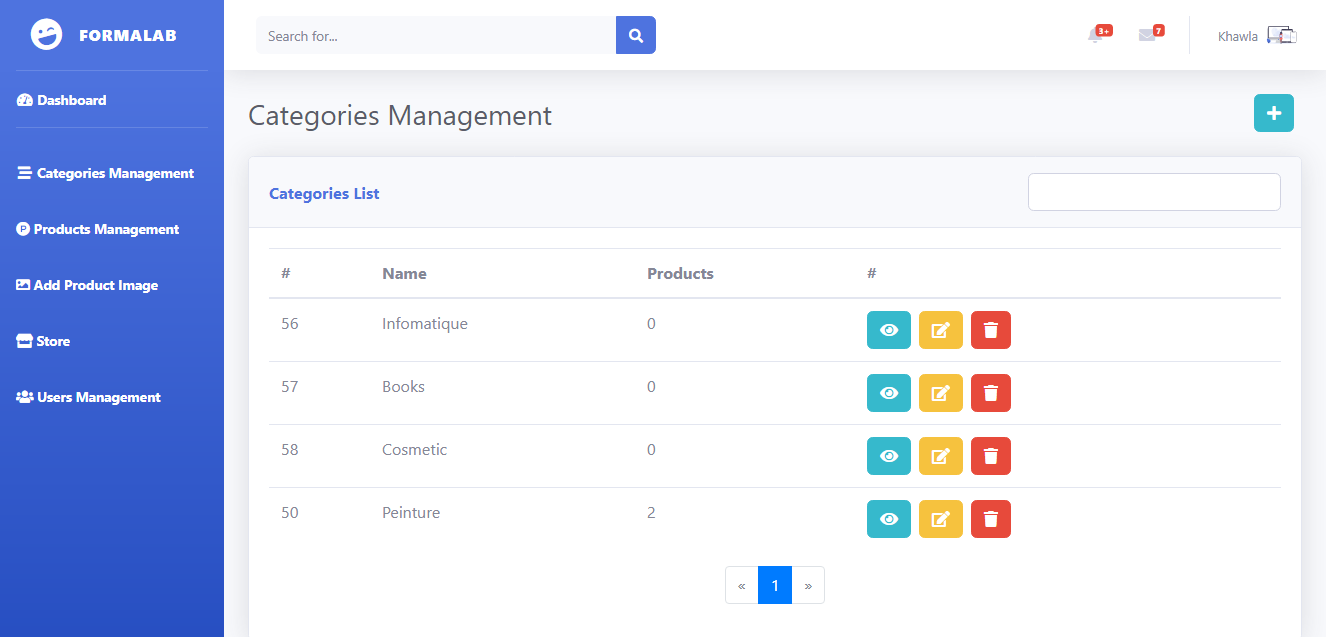 FORMALAB
Search for...
3+
7
Khawla
Dashboard
Categories Management
Products Management
Add Product Image
Store
Users Management
Categories Management
Categories List
# Name Products #
56 Infomatique 0
57 Books 0
58 Cosmetic 0
50 Peinture 2
« 1 »